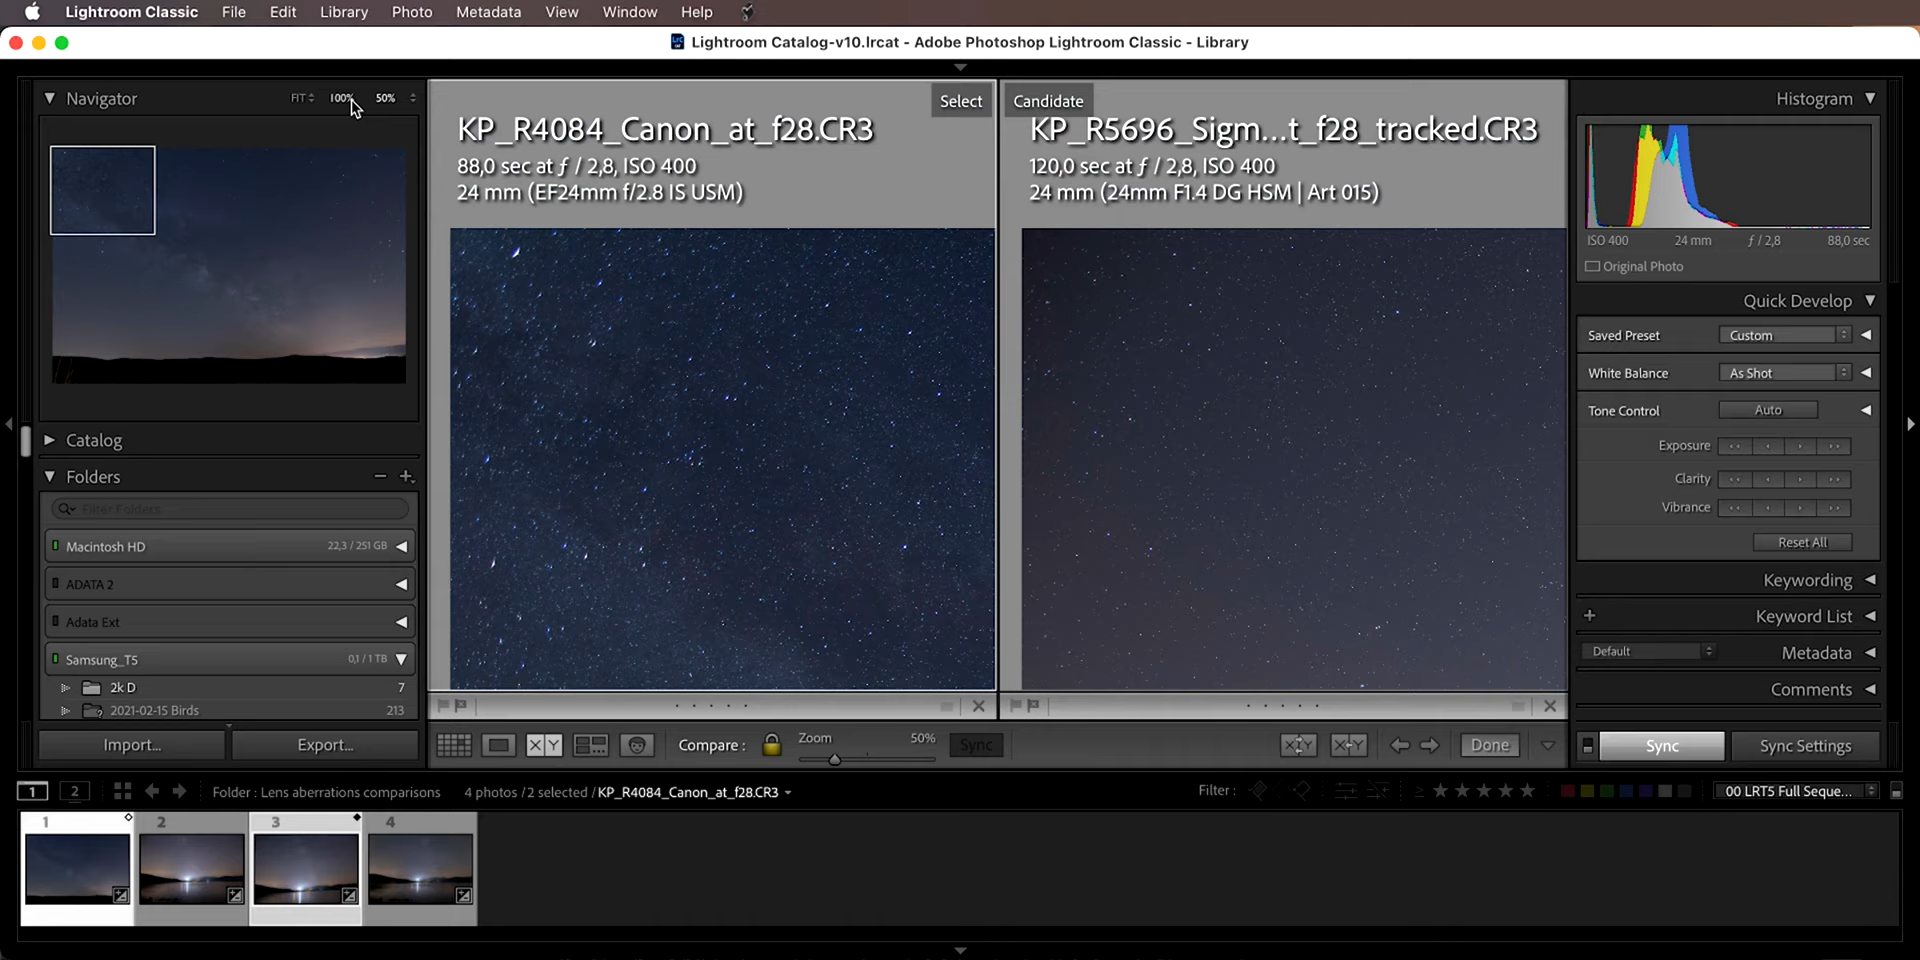 Lightroom Classic File Edit Library Photo Metadata View Window Help
Lightroom Catalog-v10.lrcat - Adobe Photoshop Lightroom Classic - Library
Navigator FIT 100% 50%
Select
KP_R4084_Canon_at_f28.CR3
88,0 sec at ƒ / 2,8, ISO 400
24 mm (EF24mm f/2.8 IS USM)
Candidate
KP_R5696_Sigm...t_f28_tracked.CR3
120,0 sec at ƒ / 2,8, ISO 400
24 mm (24mm F1.4 DG HSM | Art 015)
Histogram
ISO 400 24 mm ƒ / 2,8 88,0 sec
Original Photo
Quick Develop
Saved Preset Custom
White Balance As Shot
Tone Control Auto
Exposure
Clarity
Vibrance
Reset All
Keywording
Keyword List
Default Metadata
Comments
Catalog
Folders
Filter Folders
Macintosh HD 22,3 / 251 GB
ADATA 2
Adata Ext
Samsung_T5 0,1 / 1 TB
2k D 7
2021-02-15 Birds 213
Import... Export...
XY Compare : Zoom 50% Sync
Done
Sync Sync Settings
1 2 Folder : Lens aberrations comparisons 4 photos / 2 selected / KP_R4084_Canon_at_f28.CR3
Filter : 00 LRT5 Full Seque...
1 2 3 4